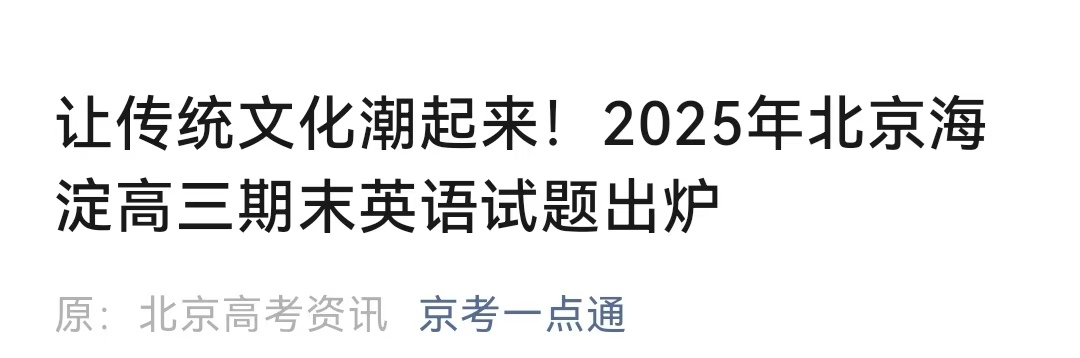 让传统文化潮起来！2025年北京海
淀高三期末英语试题出炉
原：北京高考资讯 京考一点通